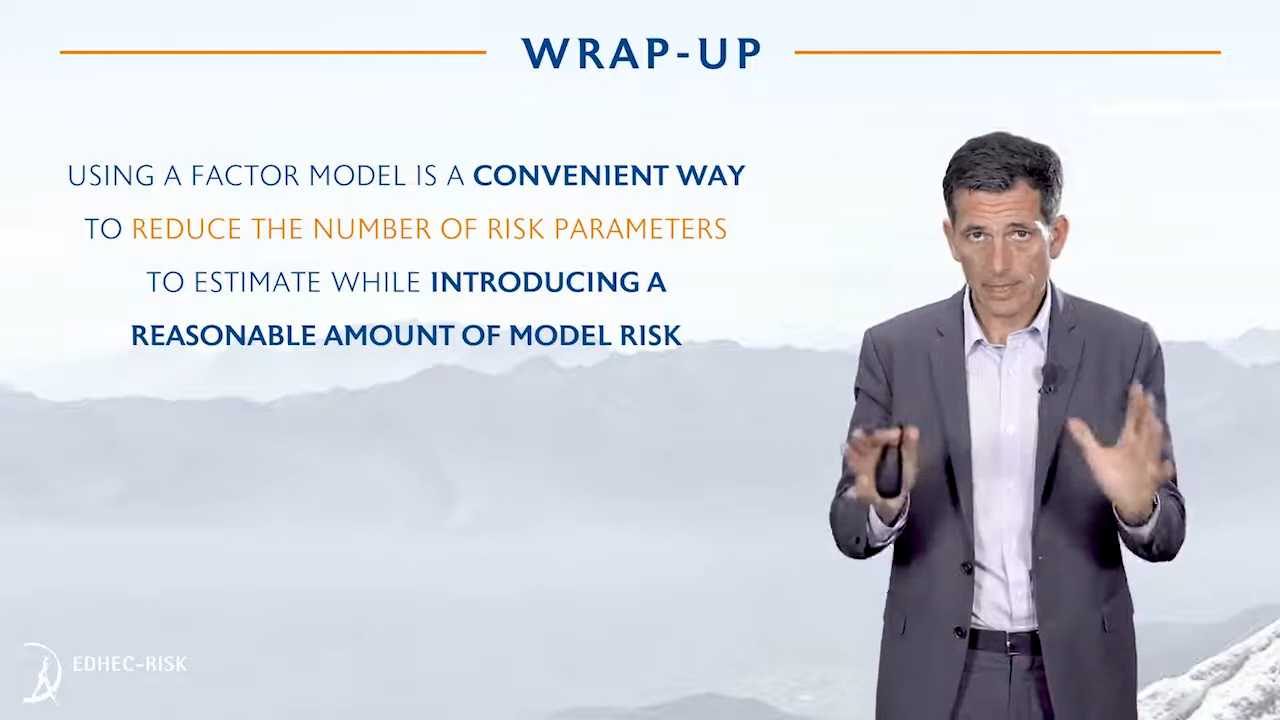 WRAP-UP
USING A FACTOR MODEL IS A CONVENIENT WAY
TO REDUCE THE NUMBER OF RISK PARAMETERS
TO ESTIMATE WHILE INTRODUCING A
REASONABLE AMOUNT OF MODEL RISK
EDHEC-RISK